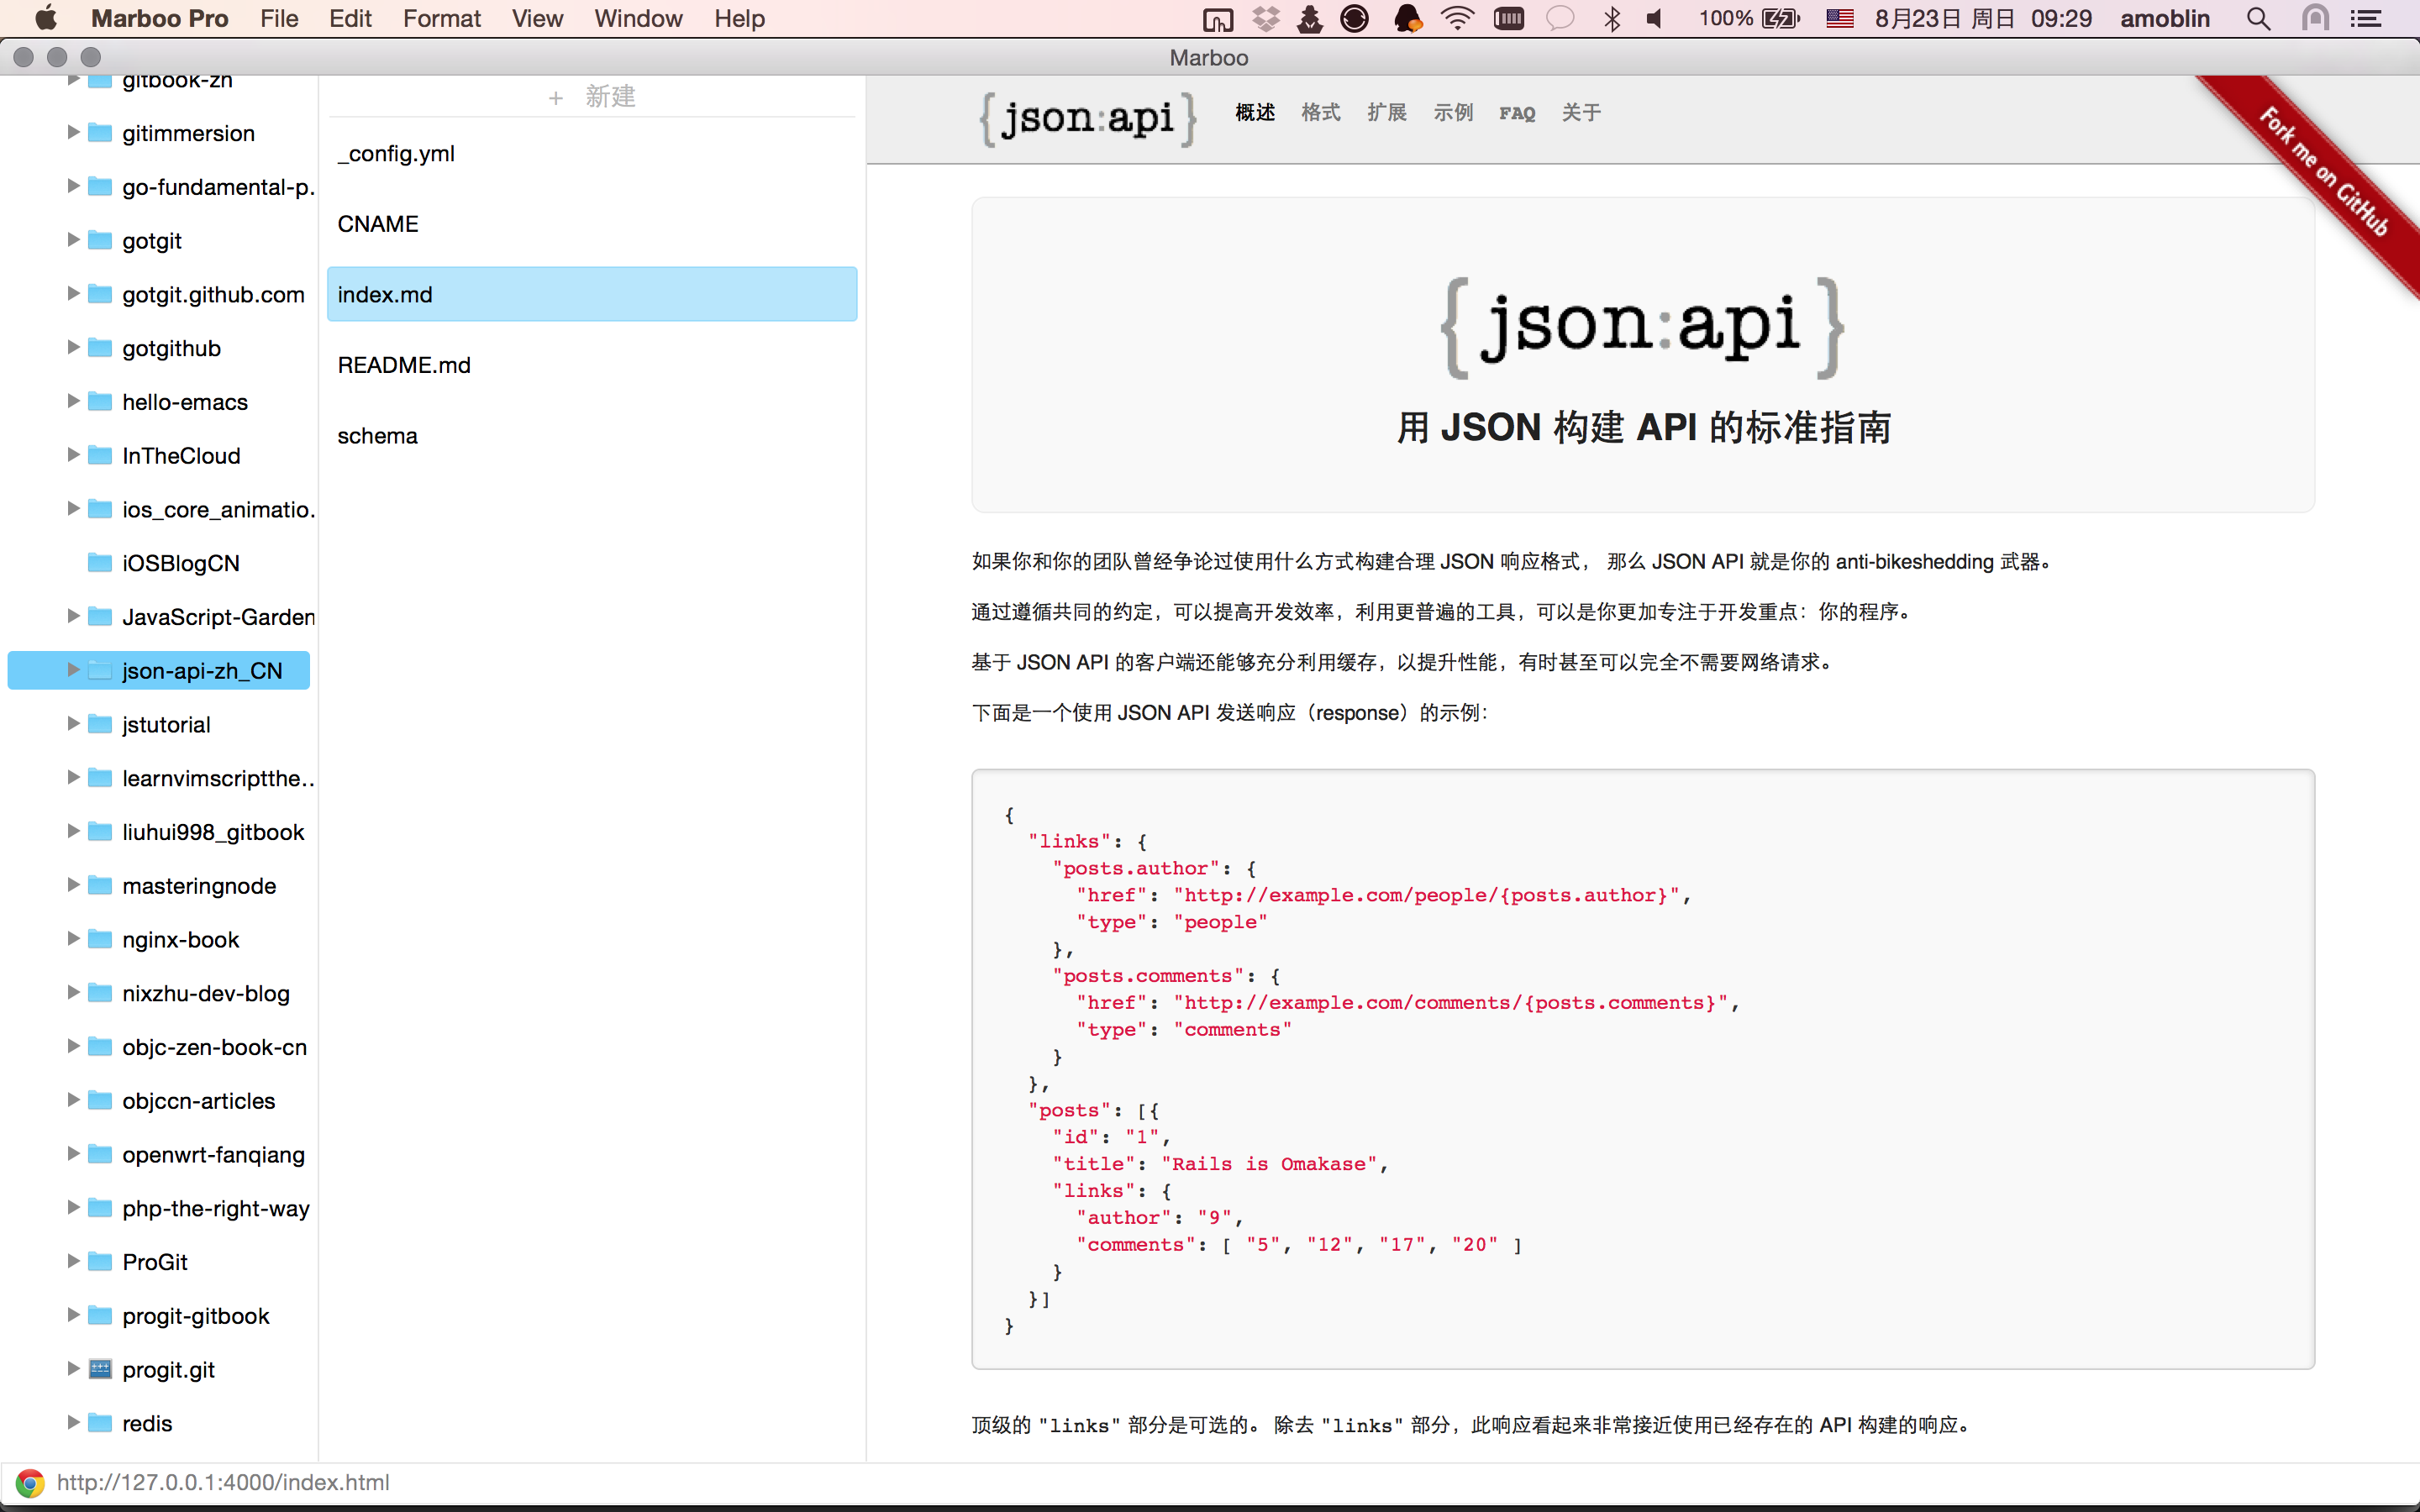 Marboo Pro File Edit Format View Window Help 100% 8月23日 周日 09:29 amoblin
Marboo
gitbook-zh
gitimmersion
go-fundamental-p.
gotgit
gotgit.github.com
gotgithub
hello-emacs
InTheCloud
ios_core_animatio.
iOSBlogCN
JavaScript-Garden
json-api-zh_CN
jstutorial
learnvimscriptthe..
liuhui998_gitbook
masteringnode
nginx-book
nixzhu-dev-blog
objc-zen-book-cn
objccn-articles
openwrt-fanqiang
php-the-right-way
ProGit
progit-gitbook
progit.git
redis
+ 新建
_config.yml
CNAME
index.md
README.md
schema
{json:api} 概述 格式 扩展 示例 FAQ 关于
Fork me on GitHub
{json:api}
用 JSON 构建 API 的标准指南
如果你和你的团队曾经争论过使用什么方式构建合理 JSON 响应格式， 那么 JSON API 就是你的 anti-bikeshedding 武器。
通过遵循共同的约定，可以提高开发效率，利用更普遍的工具，可以是你更加专注于开发重点：你的程序。
基于 JSON API 的客户端还能够充分利用缓存，以提升性能，有时甚至可以完全不需要网络请求。
下面是一个使用 JSON API 发送响应（response）的示例：
{
"links": {
"posts.author": {
"href": "http://example.com/people/{posts.author}",
"type": "people"
},
"posts.comments": {
"href": "http://example.com/comments/{posts.comments}",
"type": "comments"
}
},
"posts": [{
"id": "1",
"title": "Rails is Omakase",
"links": {
"author": "9",
"comments": [ "5", "12", "17", "20" ]
}
}]
}
顶级的 "links" 部分是可选的。 除去 "links" 部分，此响应看起来非常接近使用已经存在的 API 构建的响应。
http://127.0.0.1:4000/index.html